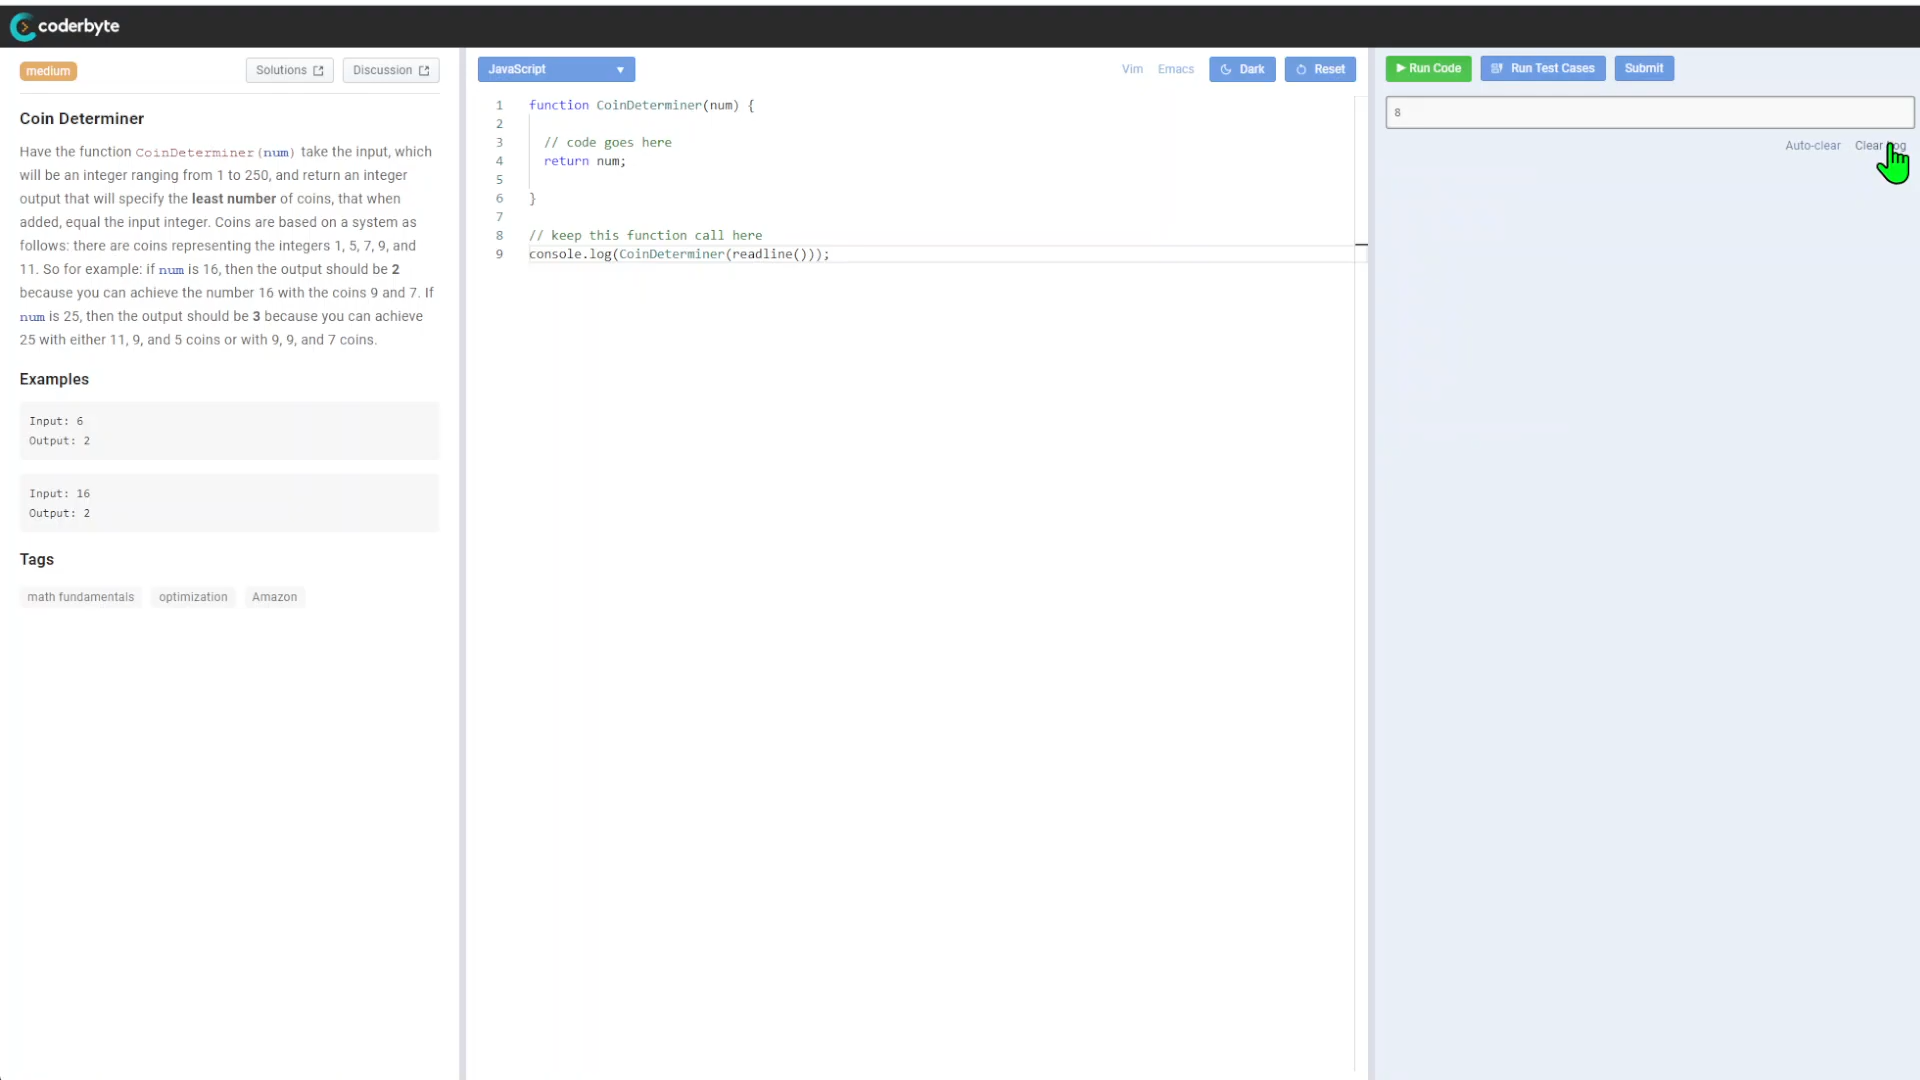 coderbyte
medium
Solutions
Discussion
Coin Determiner
Have the function CoinDeterminer(num) take the input, which
will be an integer ranging from 1 to 250, and return an integer
output that will specify the least number of coins, that when
added, equal the input integer. Coins are based on a system as
follows: there are coins representing the integers 1, 5, 7, 9, and
11. So for example: if num is 16, then the output should be 2
because you can achieve the number 16 with the coins 9 and 7. If
num is 25, then the output should be 3 because you can achieve
25 with either 11, 9, and 5 coins or with 9, 9, and 7 coins.
Examples
Input: 6
Output: 2
Input: 16
Output: 2
Tags
math fundamentals
optimization
Amazon
JavaScript
Vim
Emacs
Dark
Reset
1 function CoinDeterminer(num) {
2
3 // code goes here
4 return num;
5
6 }
7
8 // keep this function call here
9 console.log(CoinDeterminer(readline()));
Run Code
Run Test Cases
Submit
8
Auto-clear
Clear